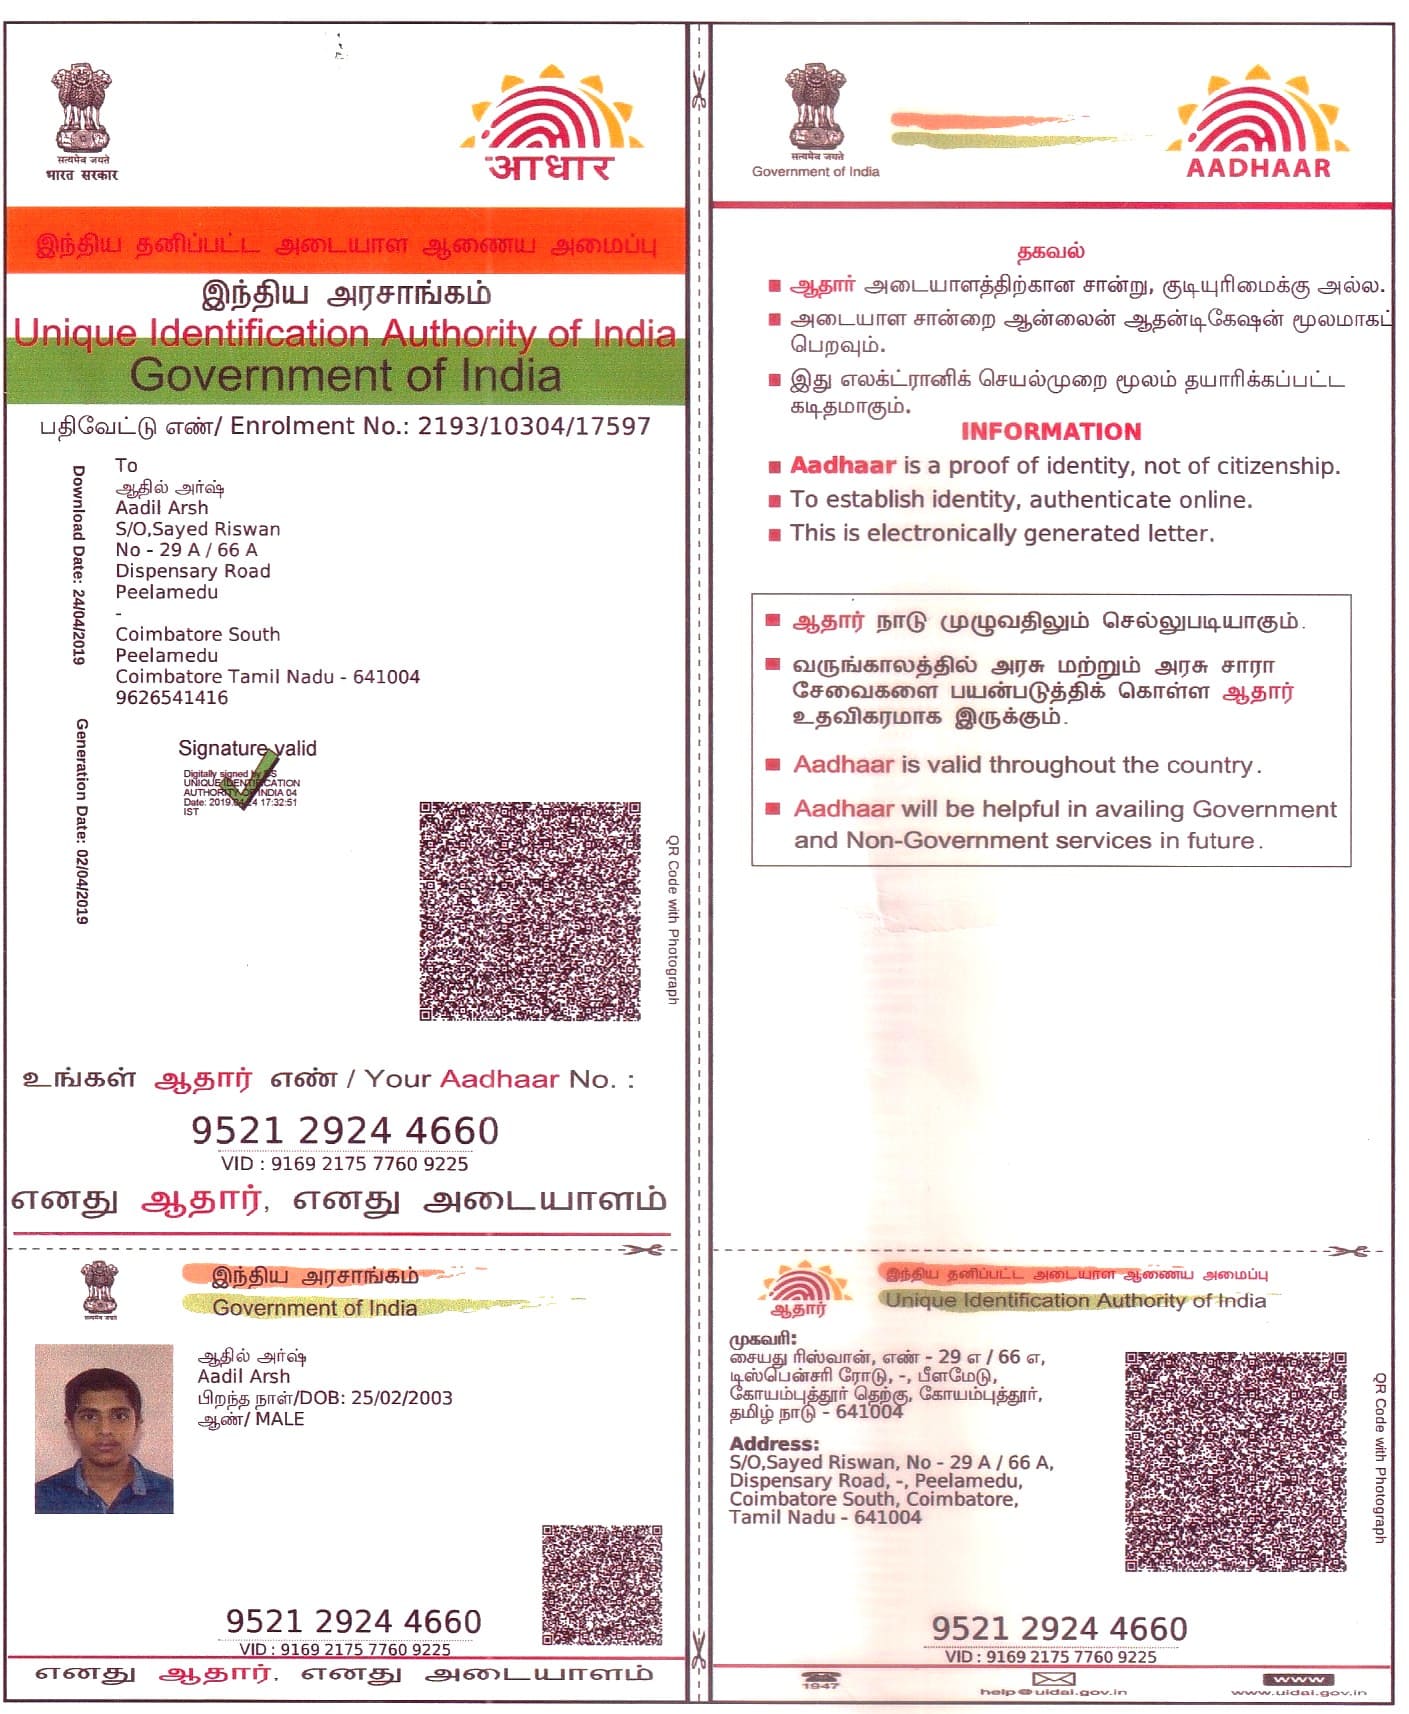 सत्यमेव जयते
भारत सरकार
आधार
இந்திய தனிப்பட்ட அடையாள ஆணைய அமைப்பு
இந்திய அரசாங்கம்
Unique Identification Authority of India
Government of India
பதிவேட்டு எண்/ Enrolment No.: 2193/10304/17597
Download Date: 24/04/2019
Generation Date: 02/04/2019
To
ஆதில் அர்ஷ்
Aadil Arsh
S/O,Sayed Riswan
No - 29 A / 66 A
Dispensary Road
Peelamedu
-
Coimbatore South
Peelamedu
Coimbatore Tamil Nadu - 641004
9626541416
Signature valid
Digitally signed by DS
UNIQUE IDENTIFICATION
AUTHORITY OF INDIA 04
Date: 2019.04.24 17:32:51
IST
QR Code with Photograph
உங்கள் ஆதார் எண் / Your Aadhaar No. :
9521 2924 4660
VID : 9169 2175 7760 9225
எனது ஆதார், எனது அடையாளம்
सत्यमेव जयते
இந்திய அரசாங்கம்
Government of India
ஆதில் அர்ஷ்
Aadil Arsh
பிறந்த நாள்/DOB: 25/02/2003
ஆண்/ MALE
9521 2924 4660
VID : 9169 2175 7760 9225
எனது ஆதார், எனது அடையாளம்
सत्यमेव जयते
Government of India
AADHAAR
தகவல்
ஆதார் அடையாளத்திற்கான சான்று, குடியுரிமைக்கு அல்ல.
அடையாள சான்றை ஆன்லைன் ஆதன்டிகேஷன் மூலமாகப்
பெறவும்.
இது எலக்ட்ரானிக் செயல்முறை மூலம் தயாரிக்கப்பட்ட
கடிதமாகும்.
INFORMATION
Aadhaar is a proof of identity, not of citizenship.
To establish identity, authenticate online.
This is electronically generated letter.
ஆதார் நாடு முழுவதிலும் செல்லுபடியாகும்.
வருங்காலத்தில் அரசு மற்றும் அரசு சாரா
சேவைகளை பயன்படுத்திக் கொள்ள ஆதார்
உதவிகரமாக இருக்கும்.
Aadhaar is valid throughout the country.
Aadhaar will be helpful in availing Government
and Non-Government services in future.
ஆதார்
இந்திய தனிப்பட்ட அடையாள ஆணைய அமைப்பு
Unique Identification Authority of India
முகவரி:
சையது ரிஸ்வான், எண் - 29 எ / 66 எ,
டிஸ்பென்சரி ரோடு, -, பீளமேடு,
கோயம்புத்தூர் தெற்கு, கோயம்புத்தூர்,
தமிழ் நாடு - 641004
Address:
S/O,Sayed Riswan, No - 29 A / 66 A,
Dispensary Road, -, Peelamedu,
Coimbatore South, Coimbatore,
Tamil Nadu - 641004
QR Code with Photograph
9521 2924 4660
VID : 9169 2175 7760 9225
1947
help@uidai.gov.in
www
www.uidai.gov.in